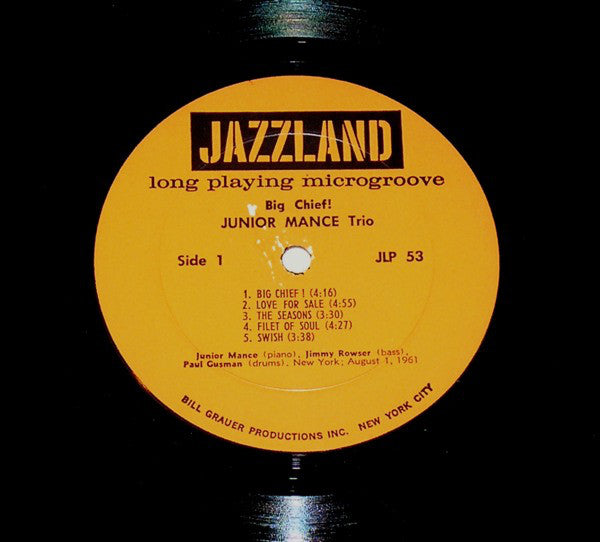 JAZZLAND
long playing microgroove
Big Chief!
JUNIOR MANCE Trio
Side 1
JLP 53
1. BIG CHIEF! (4:16)
2. LOVE FOR SALE (4:55)
3. THE SEASONS (3:30)
4. FILET OF SOUL (4:27)
5. SWISH (3:38)
Junior Mance (piano), Jimmy Rowser (bass),
Paul Gusman (drums). New York; August 1, 1961
BILL GRAUER PRODUCTIONS INC. NEW YORK CITY